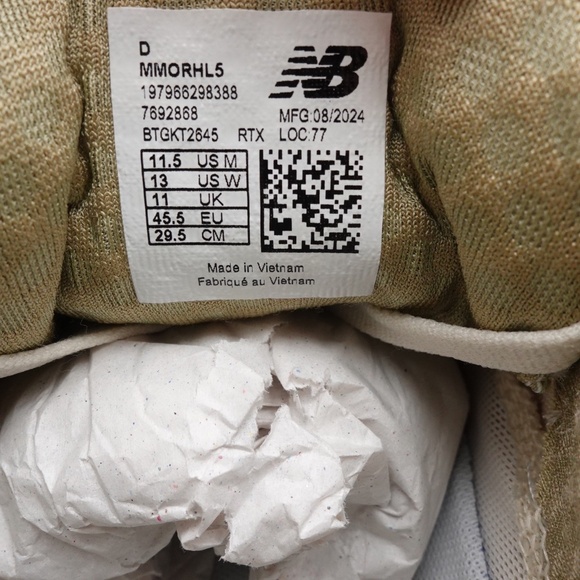 D
MMORHL5
197966298388
7692868 MFG:08/2024
BTGKT2645 RTX LOC:77
11.5 US M
13 US W
11 UK
45.5 EU
29.5 CM
NB
Made in Vietnam
Fabriqué au Vietnam